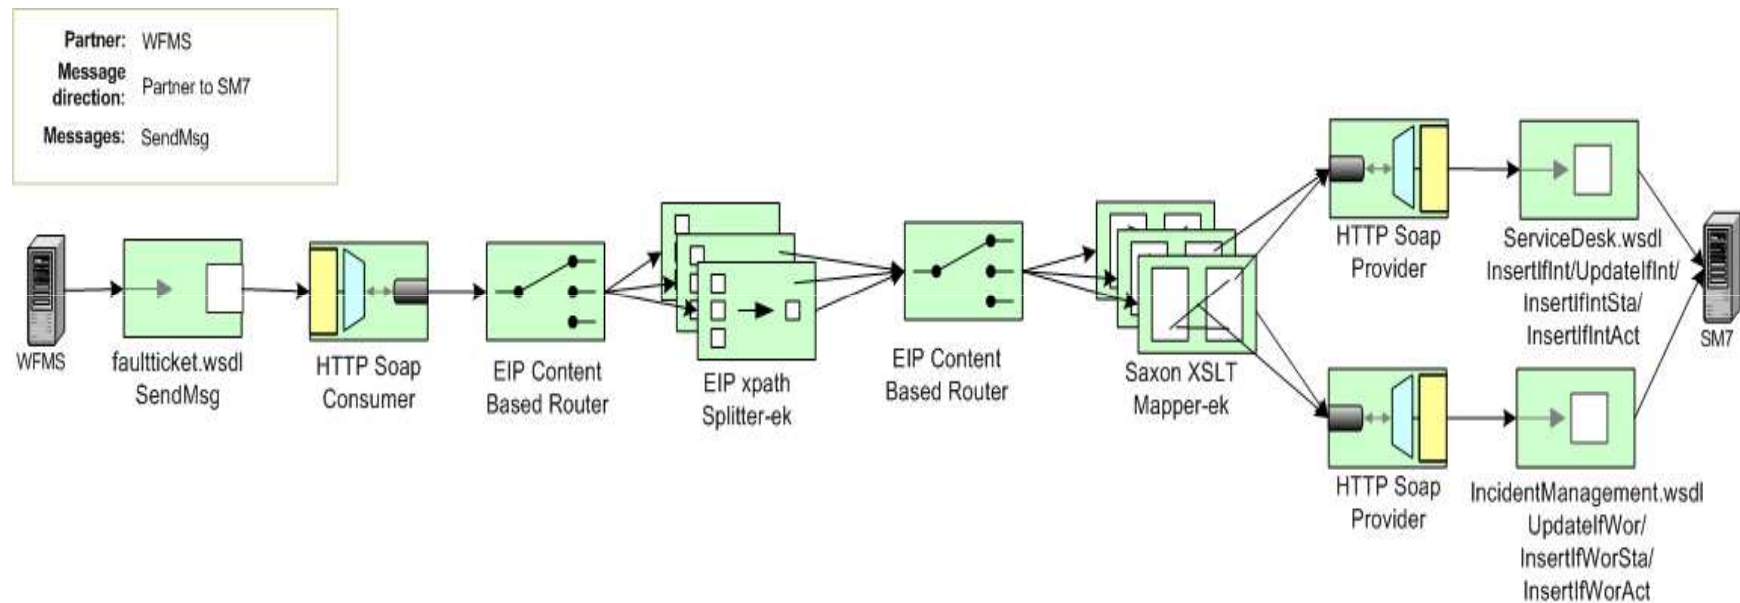 Partner: WFMS
Message
direction: Partner to SM7
Messages: SendMsg
WFMS
faultticket.wsdl
SendMsg
HTTP Soap
Consumer
EIP Content
Based Router
EIP xpath
Splitter-ek
EIP Content
Based Router
Saxon XSLT
Mapper-ek
HTTP Soap
Provider
ServiceDesk.wsdl
InsertIfInt/UpdateIfInt/
InsertIfIntSta/
InsertIfIntAct
SM7
HTTP Soap
Provider
IncidentManagement.wsdl
UpdateIfWor/
InsertIfWorSta/
InsertIfWorAct